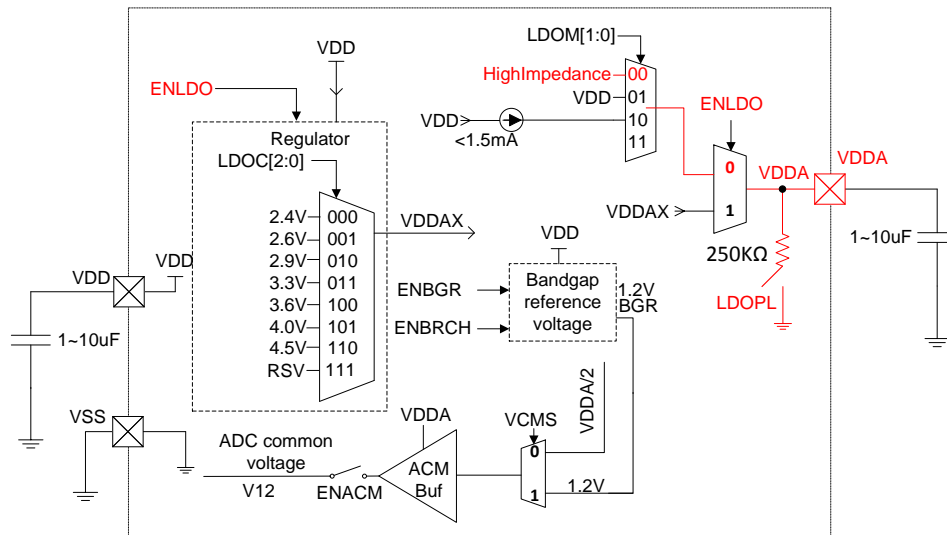 LDOM[1:0]
VDD
HighImpedance
00
ENLDO
VDD
01
ENLDO
VDD
10
<1.5mA
11
Regulator
LDOC[2:0]
0
VDDA
VDDA
VDDAX
1
2.4V
000
VDDAX
2.6V
001
2.9V
010
3.3V
011
3.6V
100
4.0V
101
4.5V
110
RSV
111
250KΩ
1~10uF
LDOPL
VDD
VDD
1~10uF
VDD
ENBGR
Bandgap
reference
voltage
1.2V
BGR
ENBRCH
VDDA/2
VSS
VDDA
VCMS
ADC common
voltage
V12
ENACM
ACM
Buf
0
1
1.2V